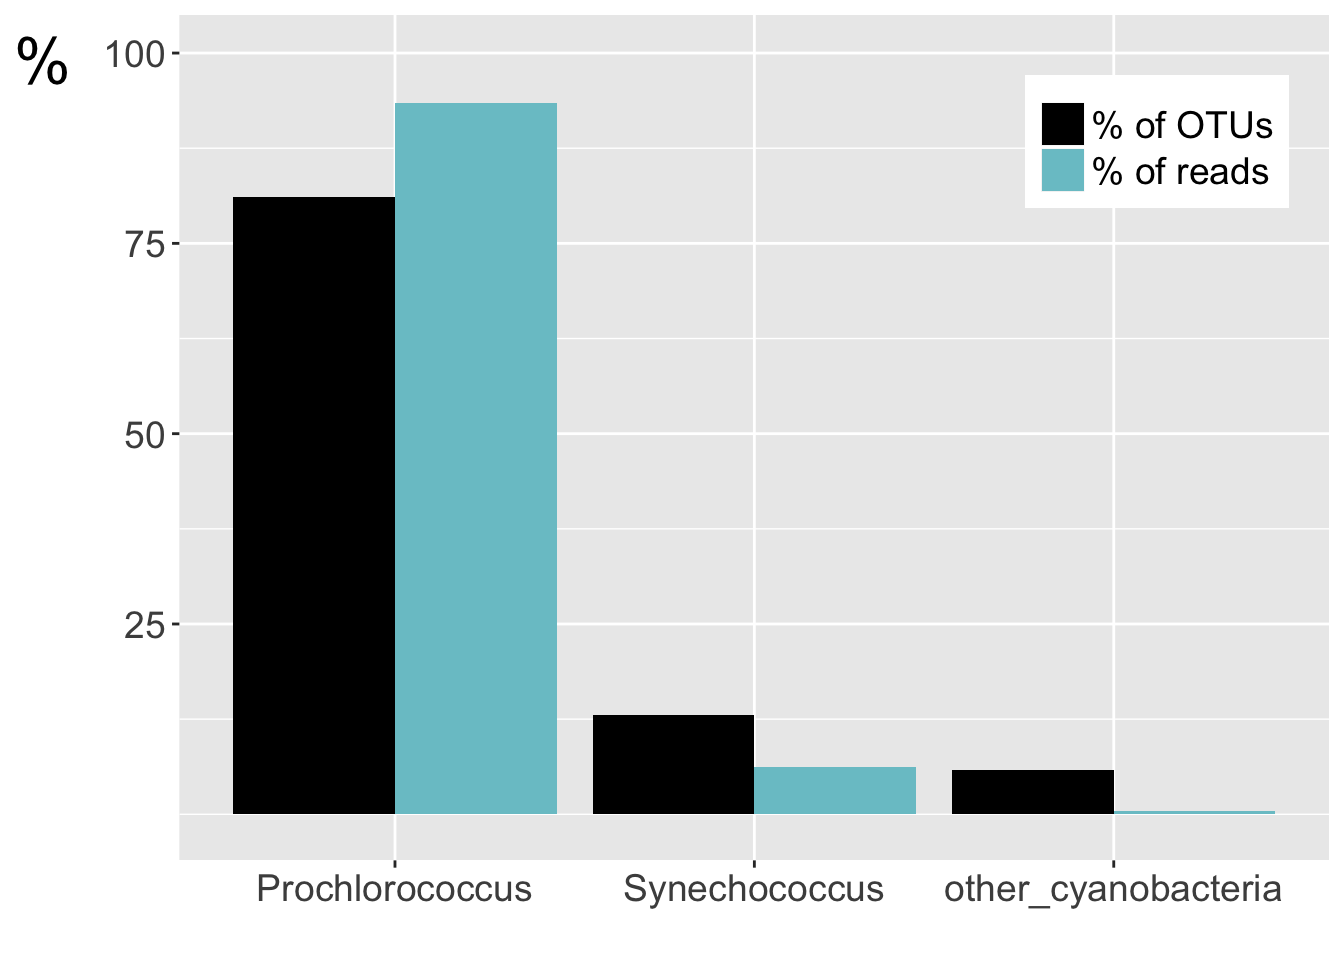 %
100
75
50
25
% of OTUs
% of reads
Prochlorococcus
Synechococcus
other_cyanobacteria